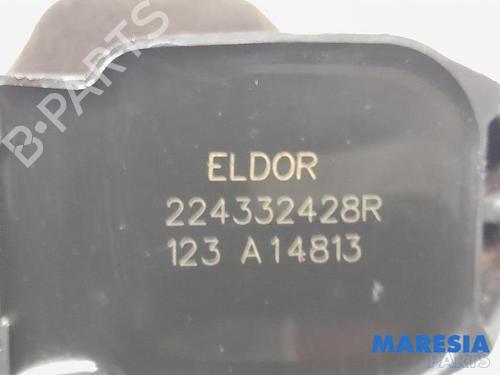 B-PARTS
ELDOR
224332428R
123 A14813
MARESIA
PARTS